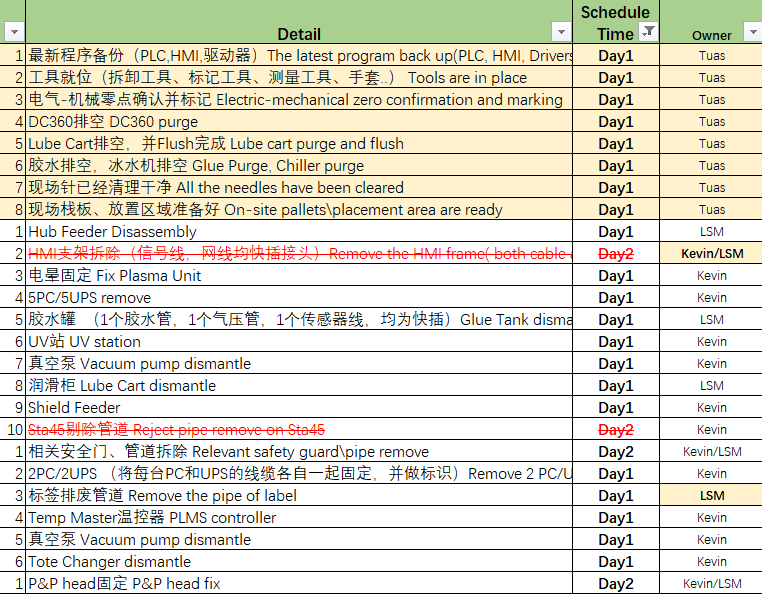 Detail Schedule Time Owner
1 最新程序备份（PLC,HMI,驱动器）The latest program back up(PLC, HMI, Drivers Day1 Tuas
2 工具就位（拆卸工具、标记工具、测量工具、手套..） Tools are in place Day1 Tuas
3 电气-机械零点确认并标记 Electric-mechanical zero confirmation and marking Day1 Tuas
4 DC360排空 DC360 purge Day1 Tuas
5 Lube Cart排空，并Flush完成 Lube cart purge and flush Day1 Tuas
6 胶水排空，冰水机排空 Glue Purge, Chiller purge Day1 Tuas
7 现场针已经清理干净 All the needles have been cleared Day1 Tuas
8 现场栈板、放置区域准备好 On-site pallets\placement area are ready Day1 Tuas
1 Hub Feeder Disassembly Day1 LSM
2 HMI支架拆除（信号线，网线均快插接头）Remove the HMI frame( both cable Day2 Kevin/LSM
3 电晕固定 Fix Plasma Unit Day1 Kevin
4 5PC/5UPS remove Day1 Kevin
5 胶水罐 （1个胶水管，1个气压管，1个传感器线，均为快插）Glue Tank disma Day1 LSM
6 UV站 UV station Day1 Kevin
7 真空泵 Vacuum pump dismantle Day1 Kevin
8 润滑柜 Lube Cart dismantle Day1 LSM
9 Shield Feeder Day1 Kevin
10 Sta45剔除管道 Reject pipe remove on Sta45 Day2 Kevin
1 相关安全门、管道拆除 Relevant safety guard\pipe remove Day2 Kevin/LSM
2 2PC/2UPS （将每台PC和UPS的线缆各自一起固定，并做标识）Remove 2 PC/U Day1 Kevin
3 标签排废管道 Remove the pipe of label Day1 LSM
4 Temp Master温控器 PLMS controller Day1 Kevin
5 真空泵 Vacuum pump dismantle Day1 Kevin
6 Tote Changer dismantle Day1 Kevin
1 P&P head固定 P&P head fix Day2 Kevin/LSM